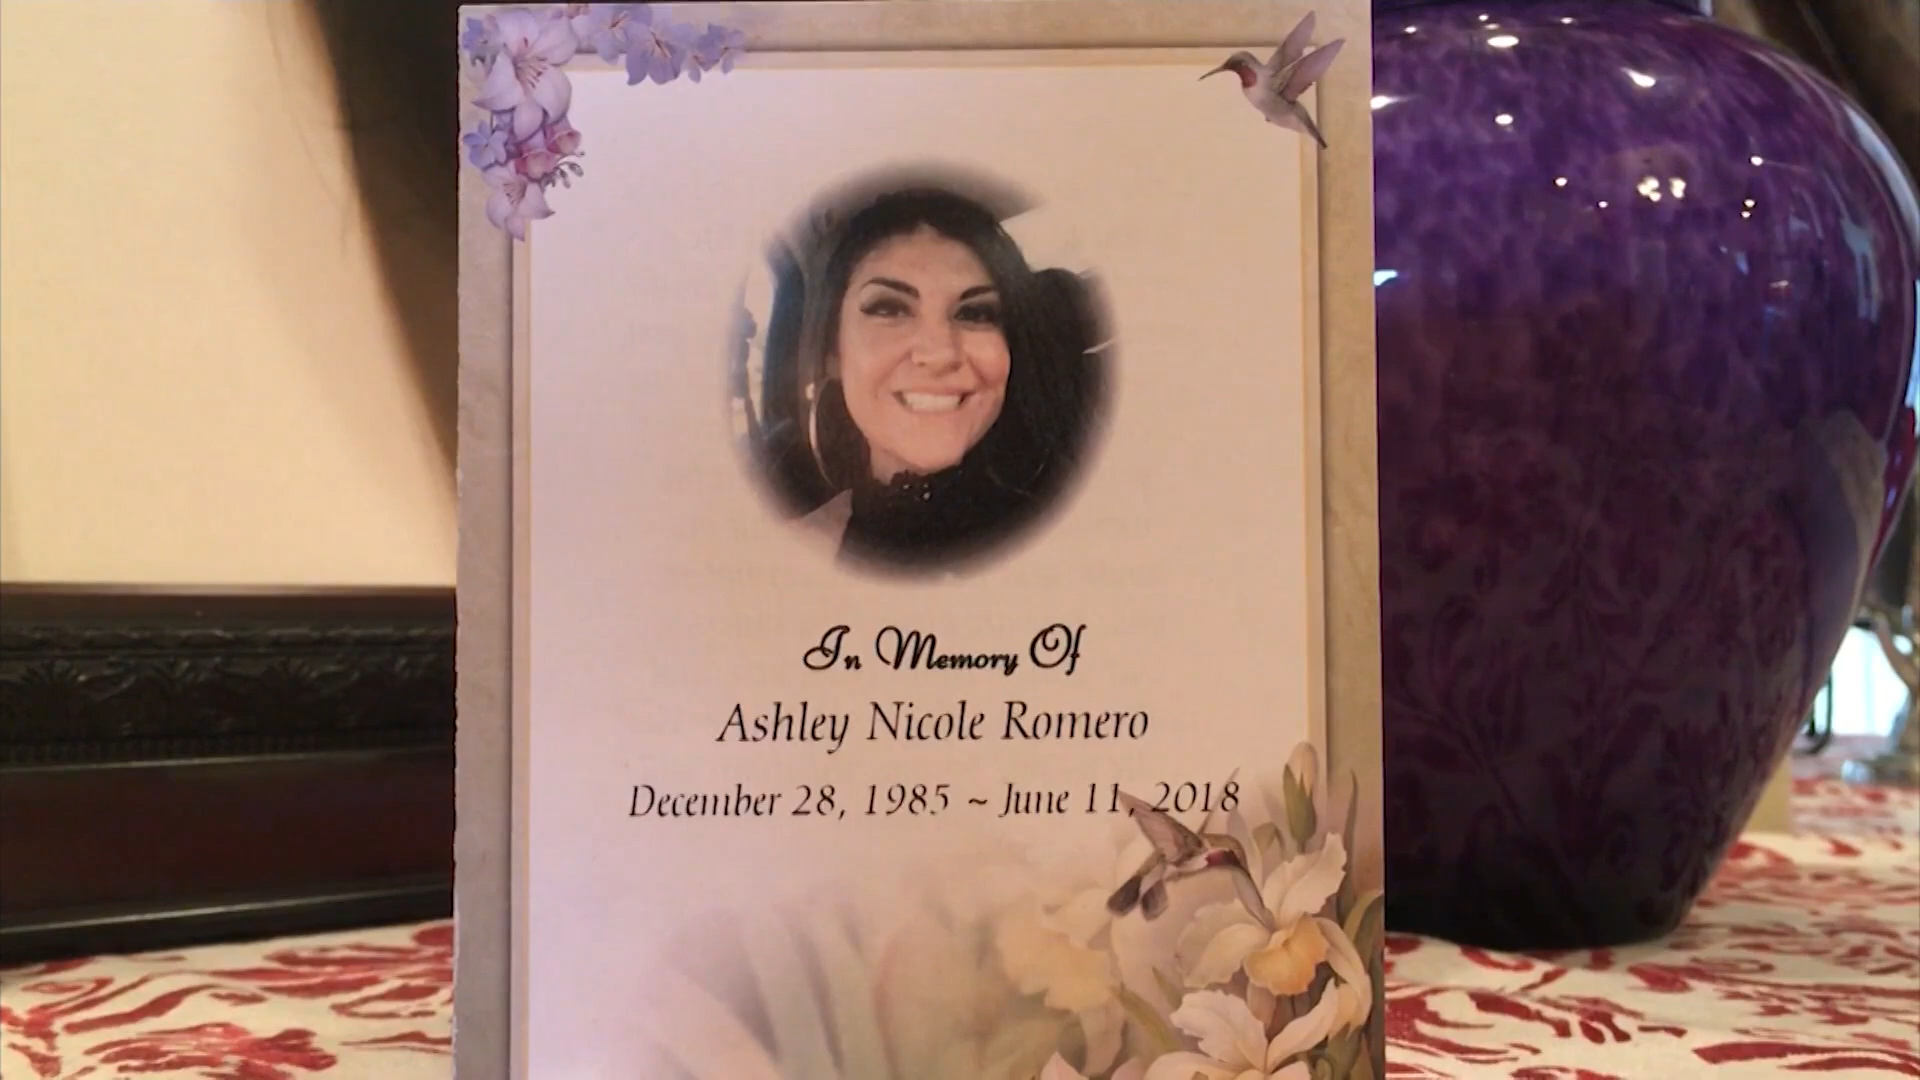 In Memory Of
Ashley Nicole Romero
December 28, 1985 ~ June 11, 2018